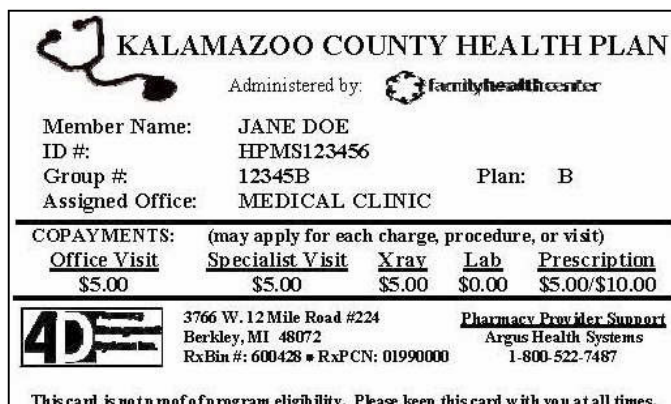 KALAMAZOO COUNTY HEALTH PLAN
Administered by: familyhealthcenter
Member Name: JANE DOE
ID #: HPMS123456
Group #: 12345B Plan: B
Assigned Office: MEDICAL CLINIC
COPAYMENTS: (may apply for each charge, procedure, or visit)
Office Visit Specialist Visit Xray Lab Prescription
$5.00 $5.00 $5.00 $0.00 $5.00/$10.00
4D Pharmacy Management
3766 W. 12 Mile Road #224
Berkley, MI 48072
RxBin #: 600428 • RxPCN: 01990000
Pharmacy Provider Support
Argus Health Systems
1-800-522-7487
This card is not proof of program eligibility. Please keep this card with you at all times.